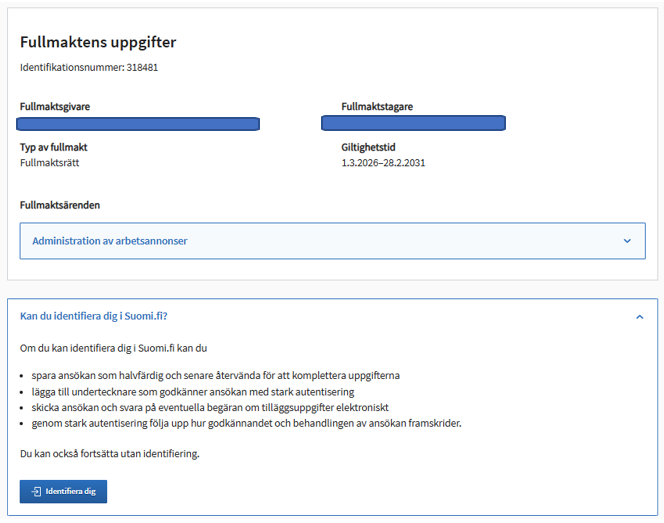 Fullmaktens uppgifter
Identifikationsnummer: 318481
Fullmaktsgivare
Fullmaktstagare
Typ av fullmakt
Fullmaktsrätt
Giltighetstid
1.3.2026–28.2.2031
Fullmaktsärenden
Administration av arbetsannonser
Kan du identifiera dig i Suomi.fi?
Om du kan identifiera dig i Suomi.fi kan du
spara ansökan som halvfärdig och senare återvända för att komplettera uppgifterna
lägga till undertecknare som godkänner ansökan med stark autentisering
skicka ansökan och svara på eventuella begäran om tilläggsuppgifter elektroniskt
genom stark autentisering följa upp hur godkännandet och behandlingen av ansökan framskrider.
Du kan också fortsätta utan identifiering.
Identifiera dig